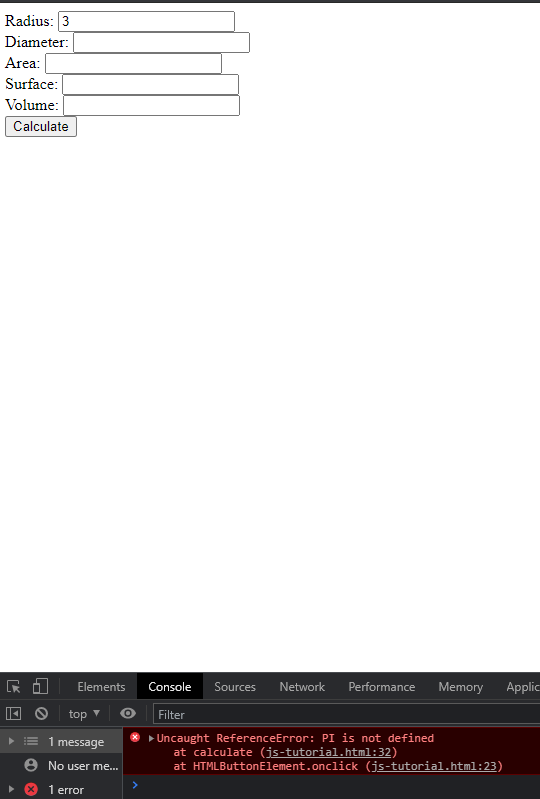 Radius: 3
Diameter:
Area:
Surface:
Volume:
Calculate
Elements Console Sources Network Performance Memory Applic
top ▼ Filter
1 message
No user me...
1 error
Uncaught ReferenceError: PI is not defined
at calculate (js-tutorial.html:32)
at HTMLButtonElement.onclick (js-tutorial.html:23)